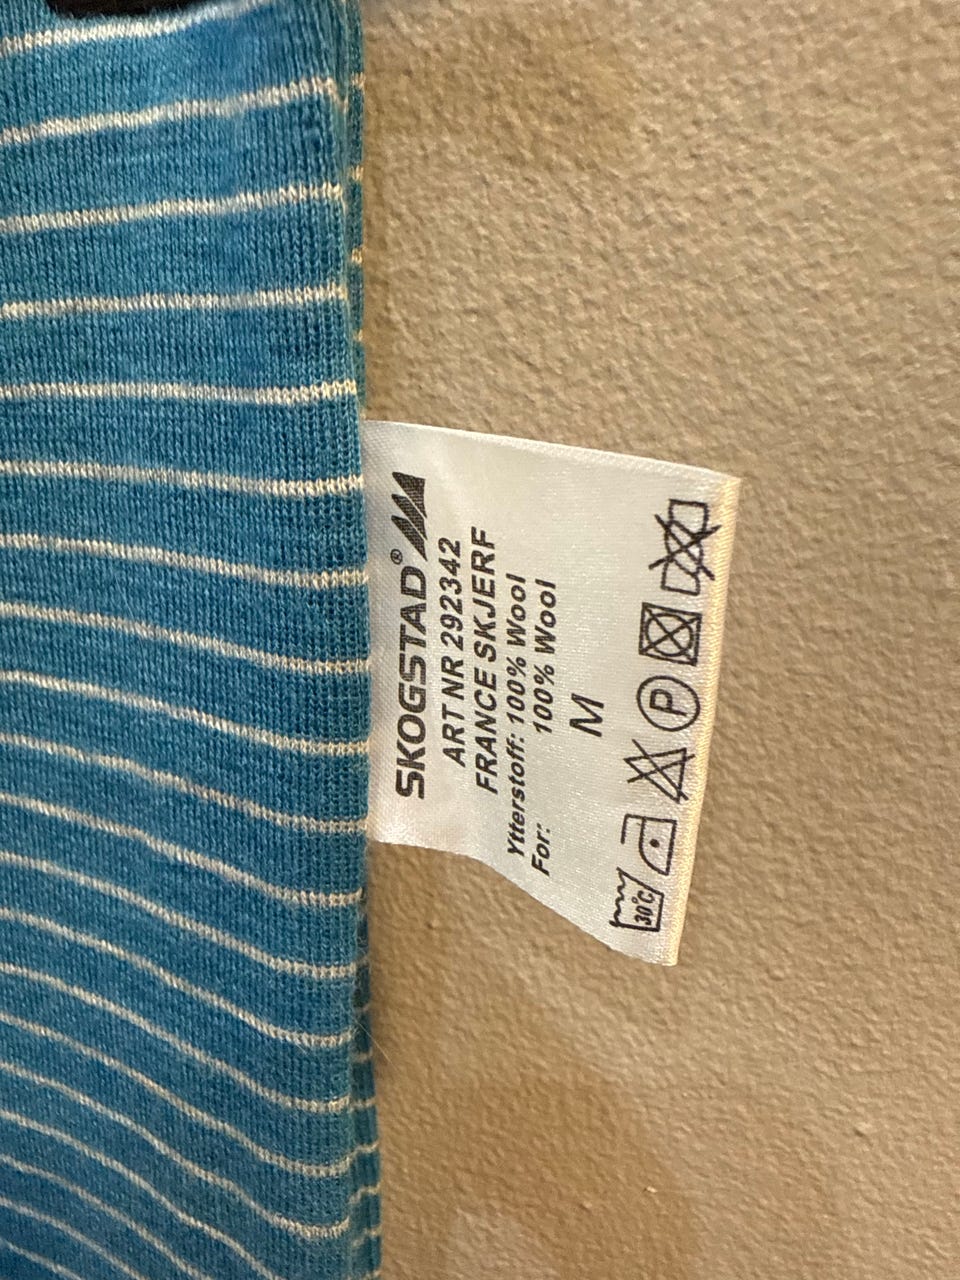 SKOGSTAD®
ART NR 292342
FRANCE SKJERF
Ytterstoff: 100% Wool
For: 100% Wool
M
30°C P